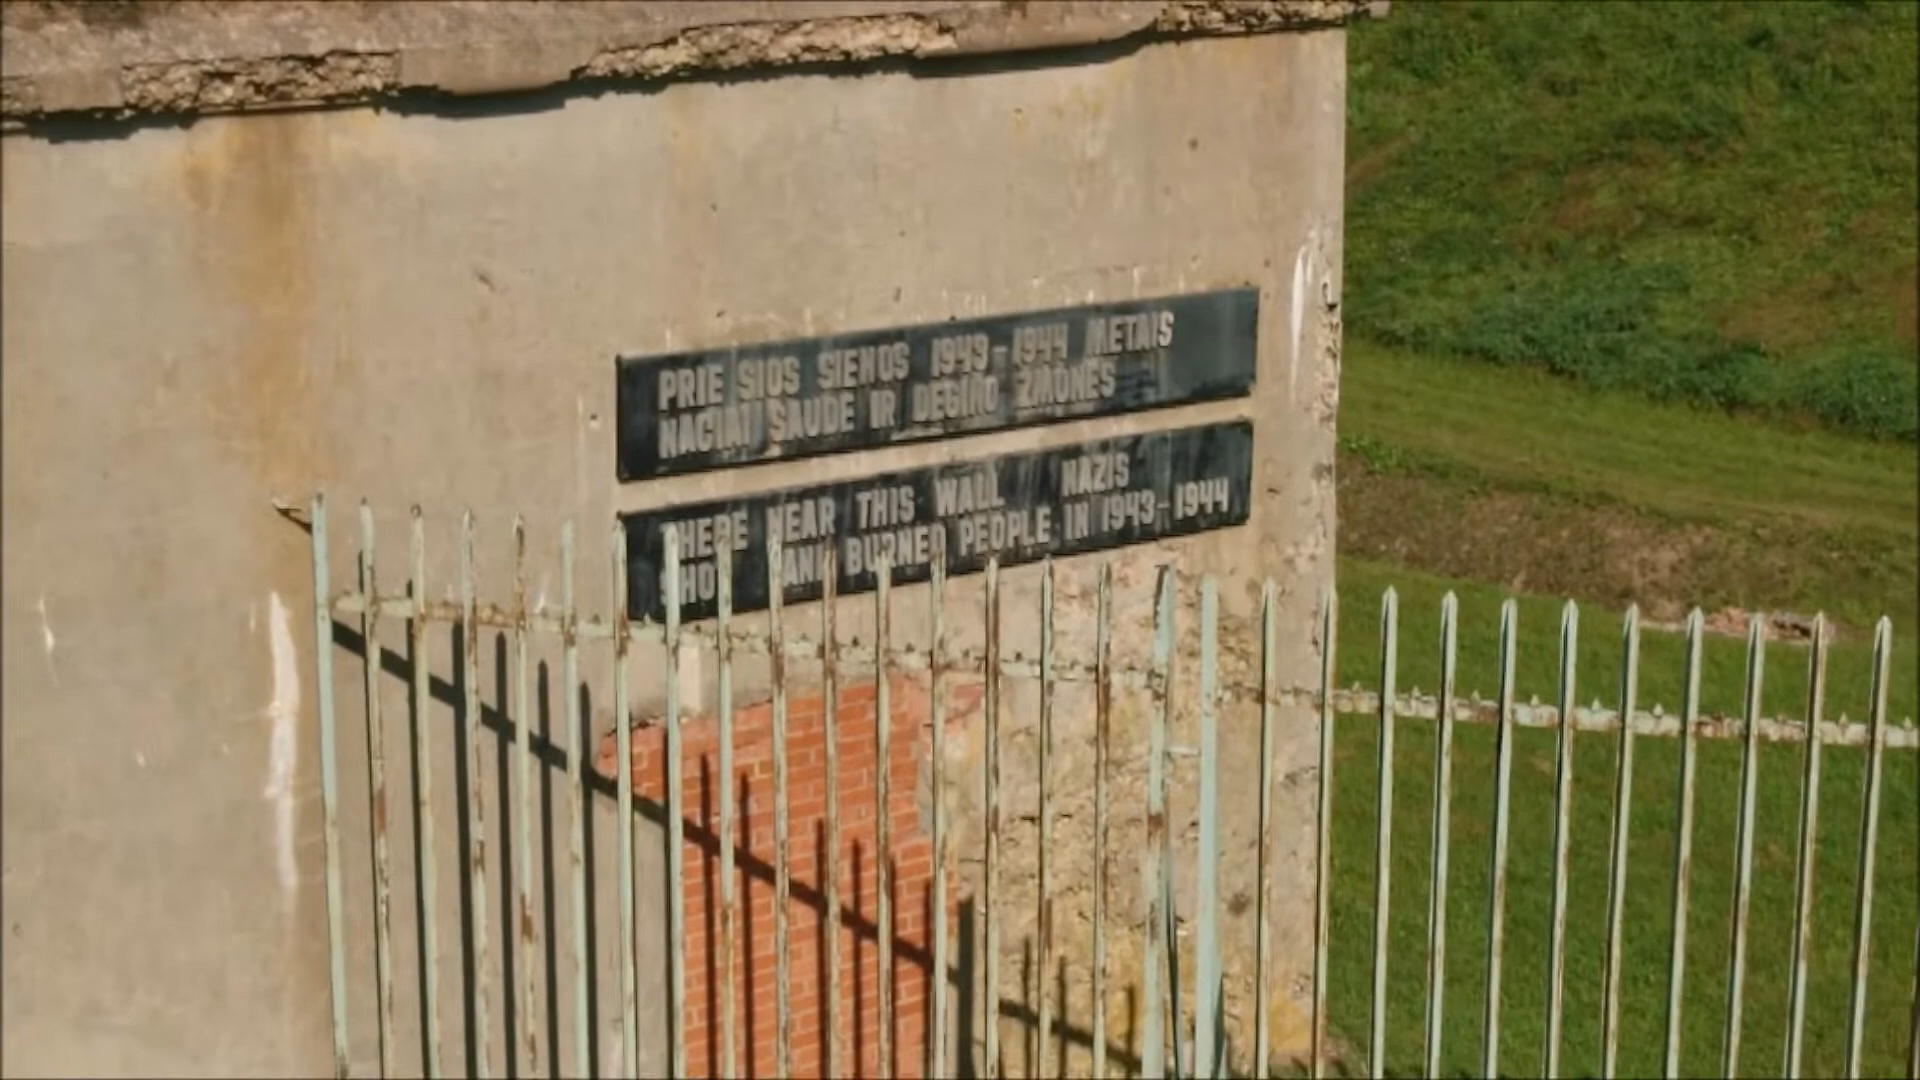 PRIE SIOS SIENOS 1943-1944 METAIS
NACIAI SAUDE IR DEGINO ZMONES
THERE NEAR THIS WALL NAZIS
SHOT AND BURNED PEOPLE IN 1943-1944